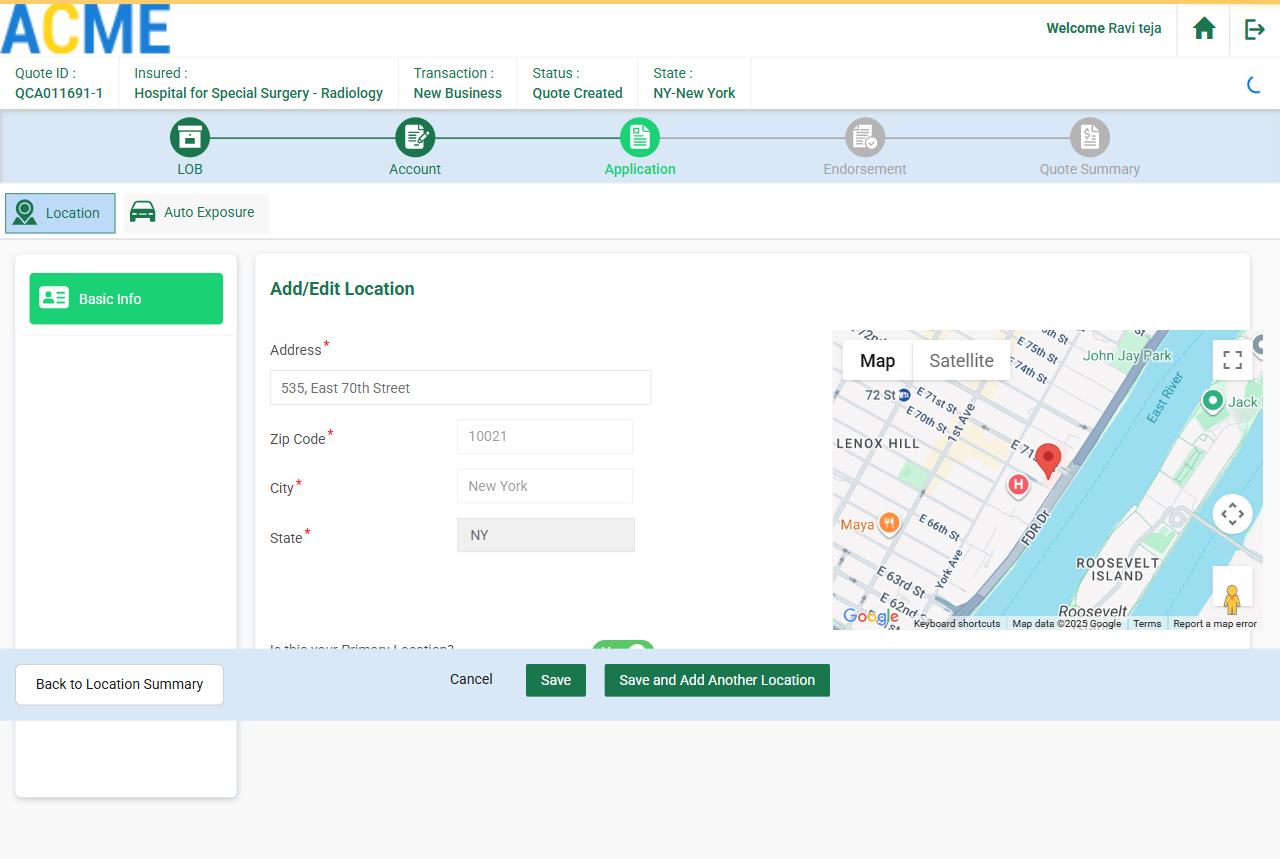 ACME
Welcome Ravi teja
Quote ID :
QCA011691-1
Insured :
Hospital for Special Surgery - Radiology
Transaction :
New Business
Status :
Quote Created
State :
NY-New York
LOB
Account
Application
Endorsement
Quote Summary
Location
Auto Exposure
Basic Info
Add/Edit Location
Address*
535, East 70th Street
Zip Code*
10021
City*
New York
State*
NY
Map
Satellite
E 75th St
E 74th St
John Jay Park
72 St
E 71st St
E 70th St
1st Ave
East River
Jack
LENOX HILL
E 71s
H
Maya
E 66th St
FDR Dr
York Ave
E 63rd St
E 62nd
ROOSEVELT
ISLAND
Roosevelt
Google
Keyboard shortcuts
Map data ©2025 Google
Terms
Report a map error
Is this your Primary Location?
Back to Location Summary
Cancel
Save
Save and Add Another Location